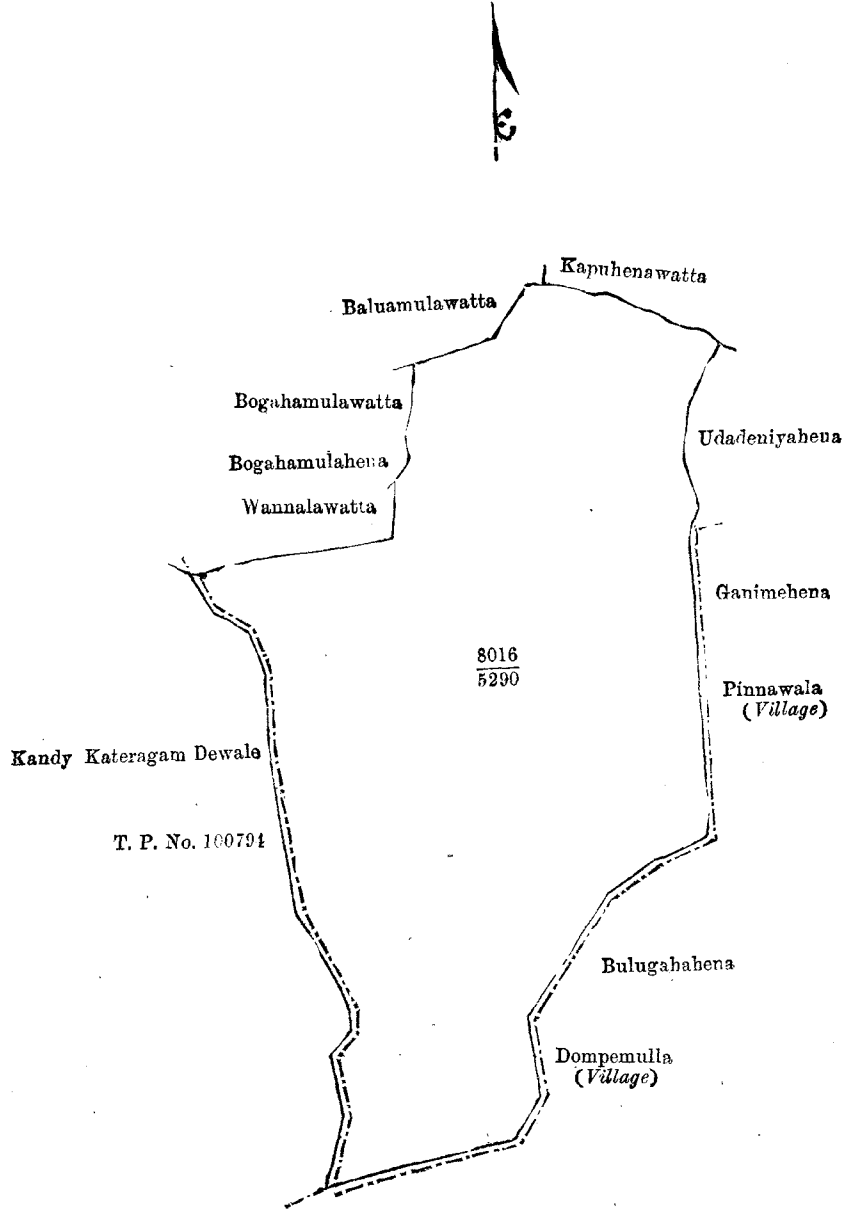 Kapuhenawatta
Baluamulawatta
Bogahamulawatta
Udadeniyahena
Bogahamulahena
Wannalawatta
Ganimehena
8016
5290
Pinnawala
(Village)
Kandy Kateragam Dewale
T. P. No. 100794
Bulugahahena
Dompemulla
(Village)